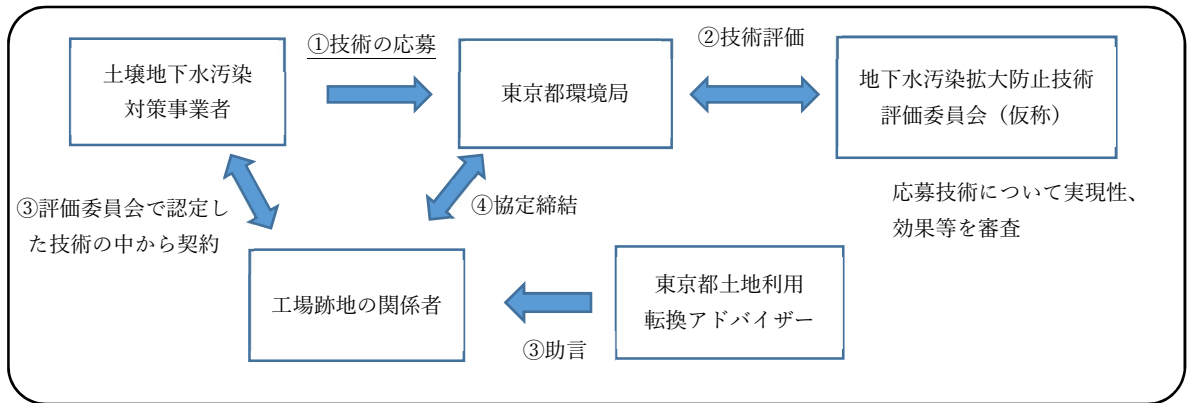 ①技術の応募
②技術評価
土壌地下水汚染
対策事業者
東京都環境局
地下水汚染拡大防止技術
評価委員会（仮称）
③評価委員会で認定し
た技術の中から契約
④協定締結
応募技術について実現性、
効果等を審査
工場跡地の関係者
東京都土地利用
転換アドバイザー
③助言